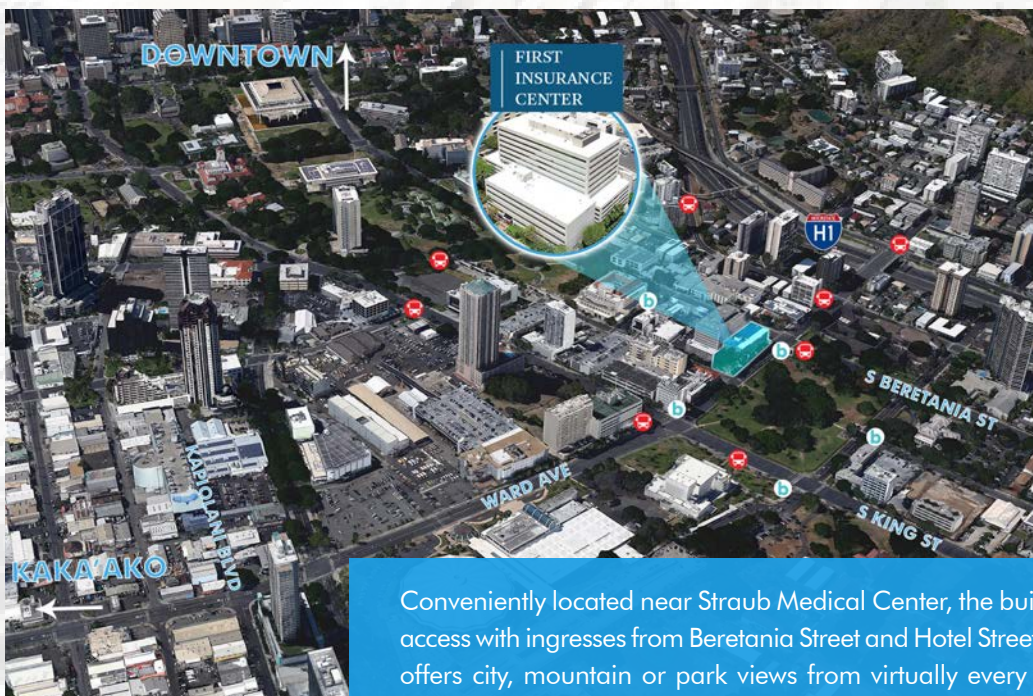 DOWNTOWN
FIRST
INSURANCE
CENTER
INTERSTATE
H1
b
b
S BERETANIA ST
b
b
WARD AVE
b
S KING ST
KAPIOLANI BLVD
KAKA'AKO
Conveniently located near Straub Medical Center, the bui
access with ingresses from Beretania Street and Hotel Street
offers city, mountain or park views from virtually every